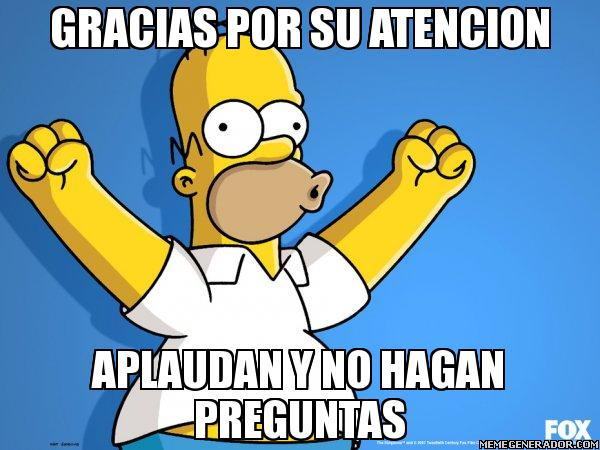 GRACIAS POR SU ATENCION
APLAUDAN Y NO HAGAN
PREGUNTAS
FOX
MEMEGENERADOR.COM